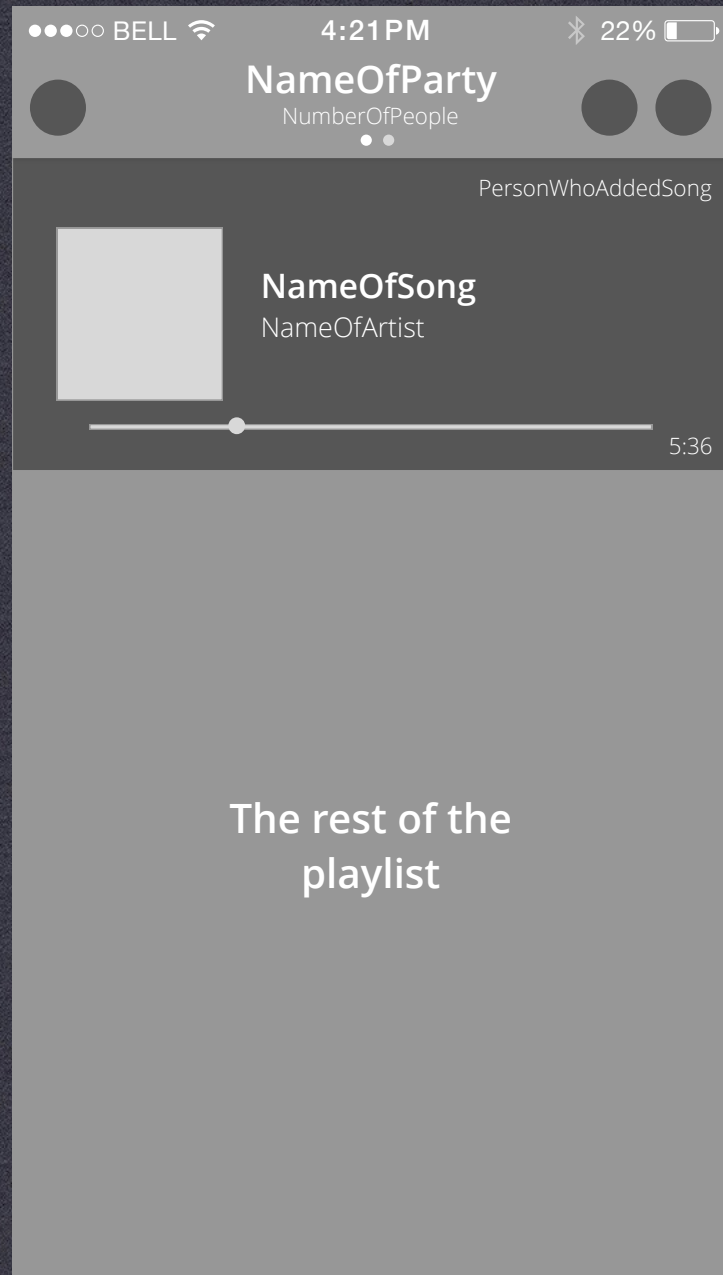 BELL 4:21PM 22%
NameOfParty
NumberOfPeople
PersonWhoAddedSong
NameOfSong
NameOfArtist
5:36
The rest of the
playlist